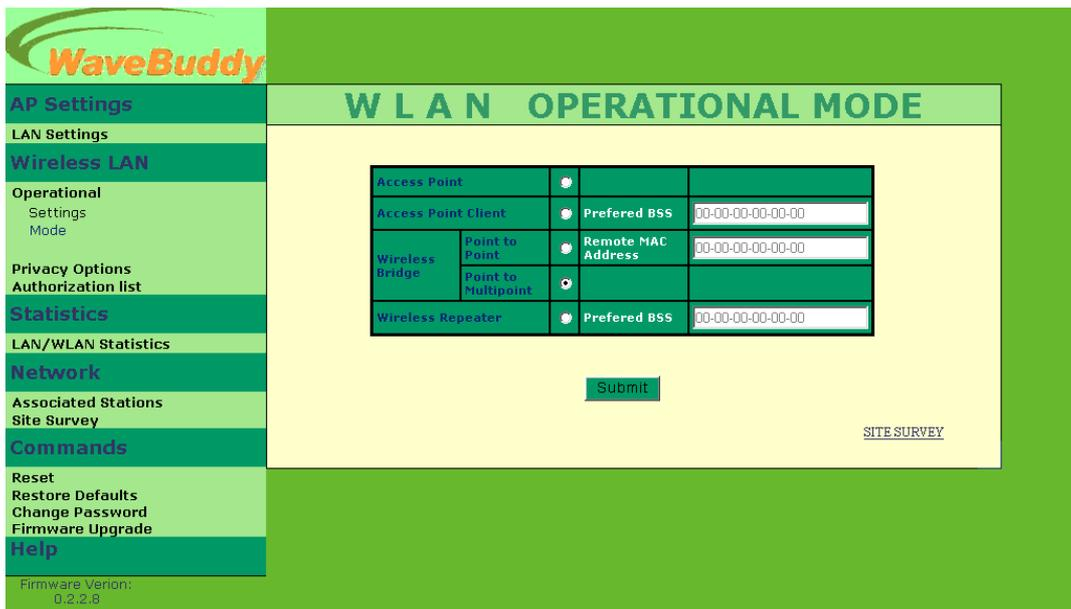 WaveBuddy
AP Settings
LAN Settings
Wireless LAN
Operational
Settings
Mode
Privacy Options
Authorization list
Statistics
LAN/WLAN Statistics
Network
Associated Stations
Site Survey
Commands
Reset
Restore Defaults
Change Password
Firmware Upgrade
Help
Firmware Verion:
0.2.2.8
W L A N OPERATIONAL MODE
Access Point
Access Point Client Prefered BSS 00-00-00-00-00-00
Wireless Bridge
Point to Point Remote MAC Address 00-00-00-00-00-00
Point to Multipoint
Wireless Repeater Prefered BSS 00-00-00-00-00-00
Submit
SITE SURVEY